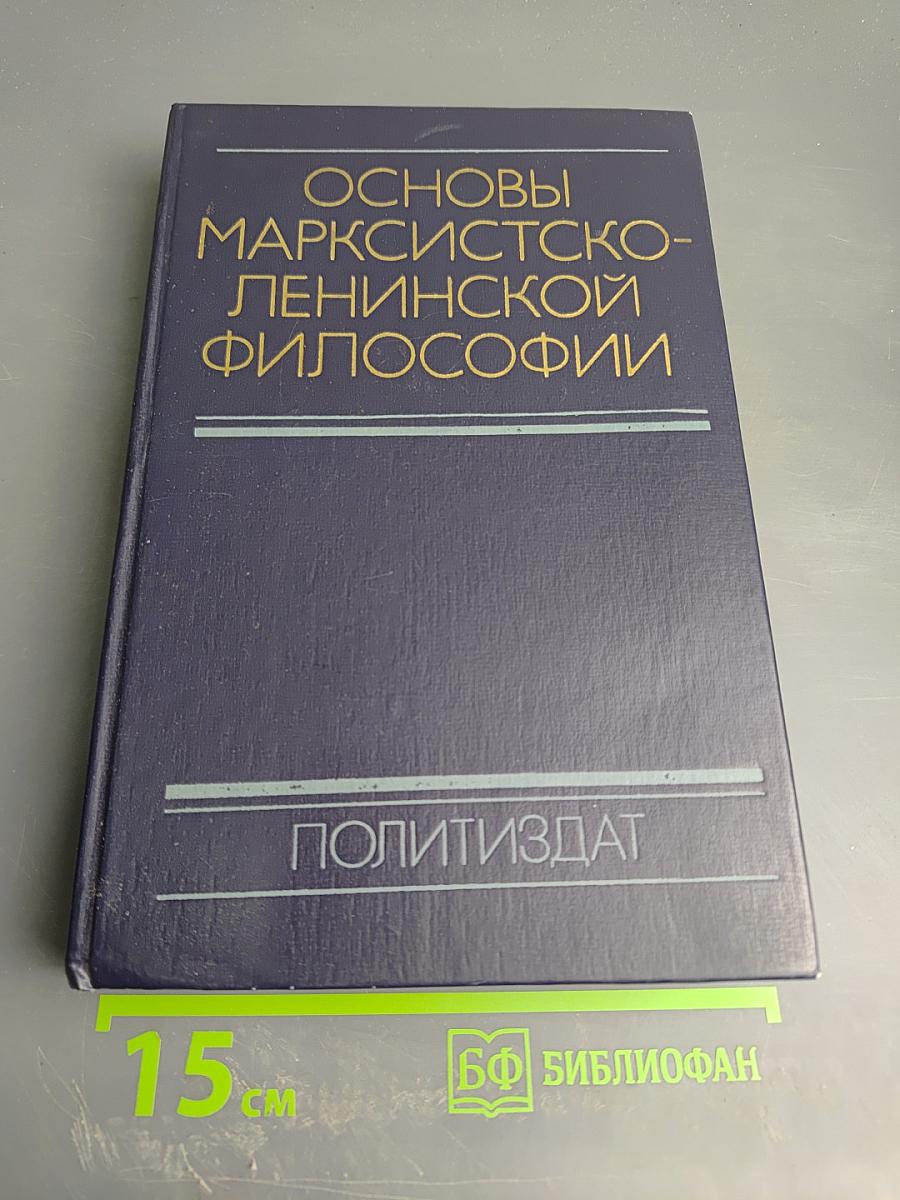 ОСНОВЫ
МАРКСИСТСКО-
ЛЕНИНСКОЙ
ФИЛОСОФИИ
ПОЛИТИЗДАТ
15 см
БФ БИБЛИОФАН